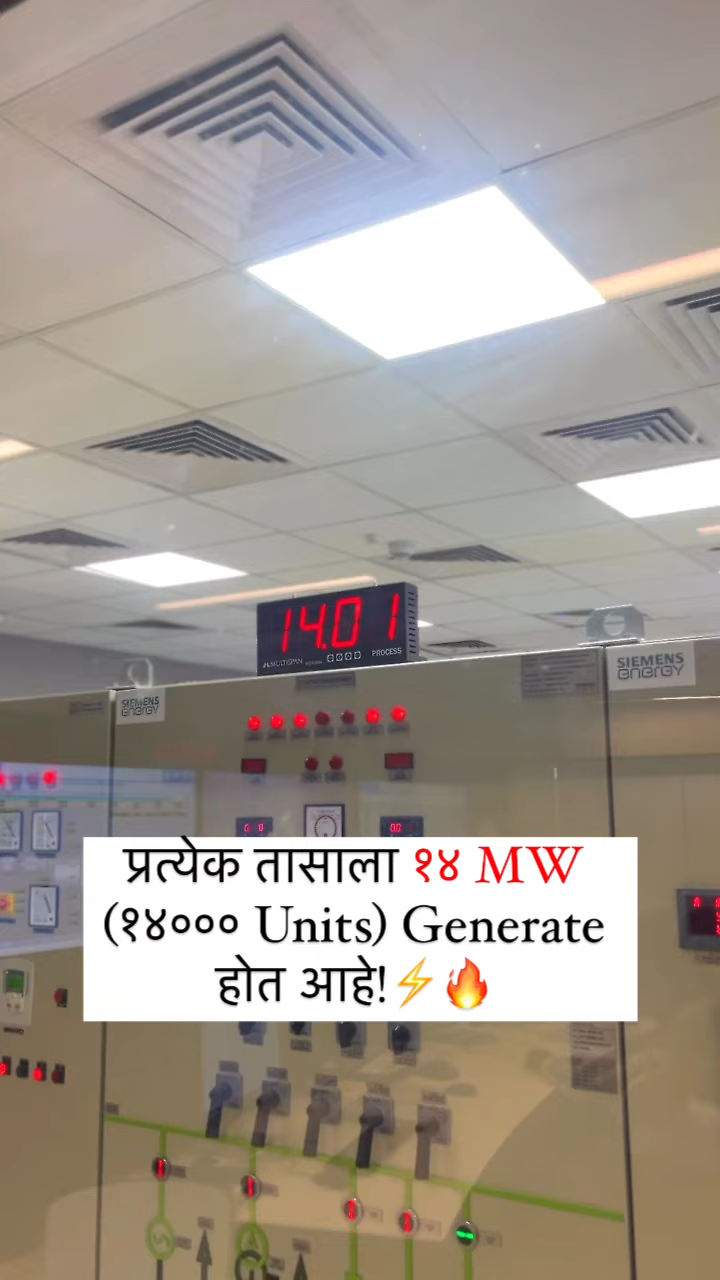 14.01
MULTISPAN
PROCESS
SIEMENS
energy
SIEMENS
energy
प्रत्येक तासाला १४ MW
(१४००० Units) Generate
होत आहे!⚡🔥